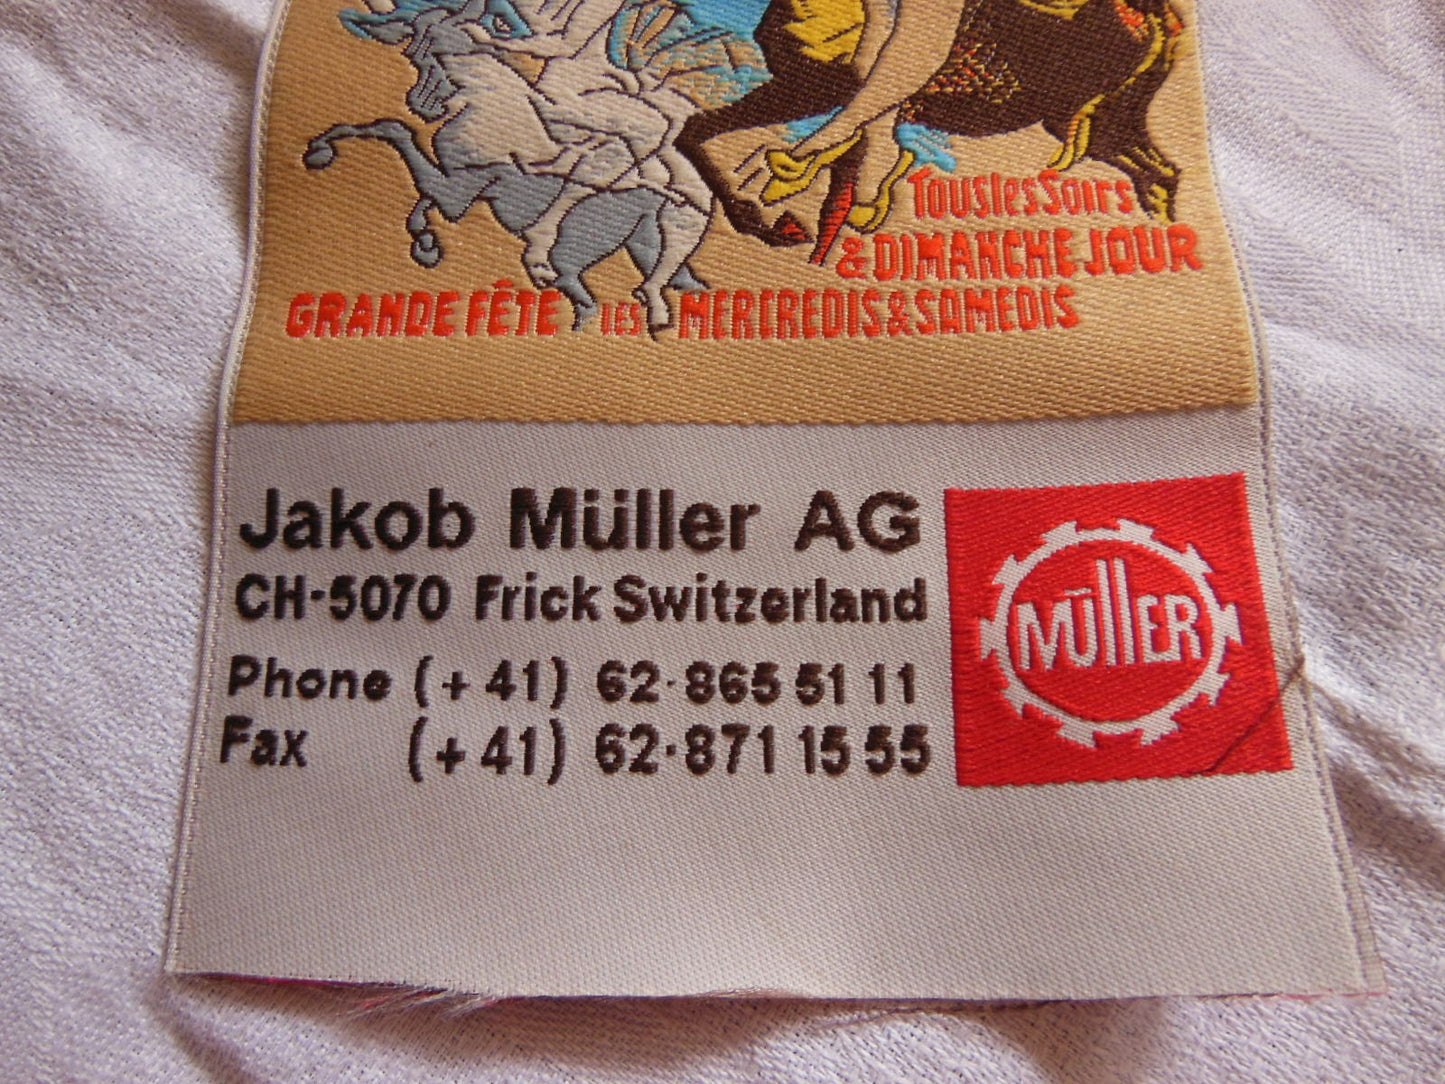 Tous les Soirs
& DIMANCHE JOUR
GRANDE FÊTE LES MERCREDIS & SAMEDIS
Jakob Müller AG
CH-5070 Frick Switzerland
Phone (+41) 62-865 51 11
Fax (+41) 62-871 15 55
MÜllER